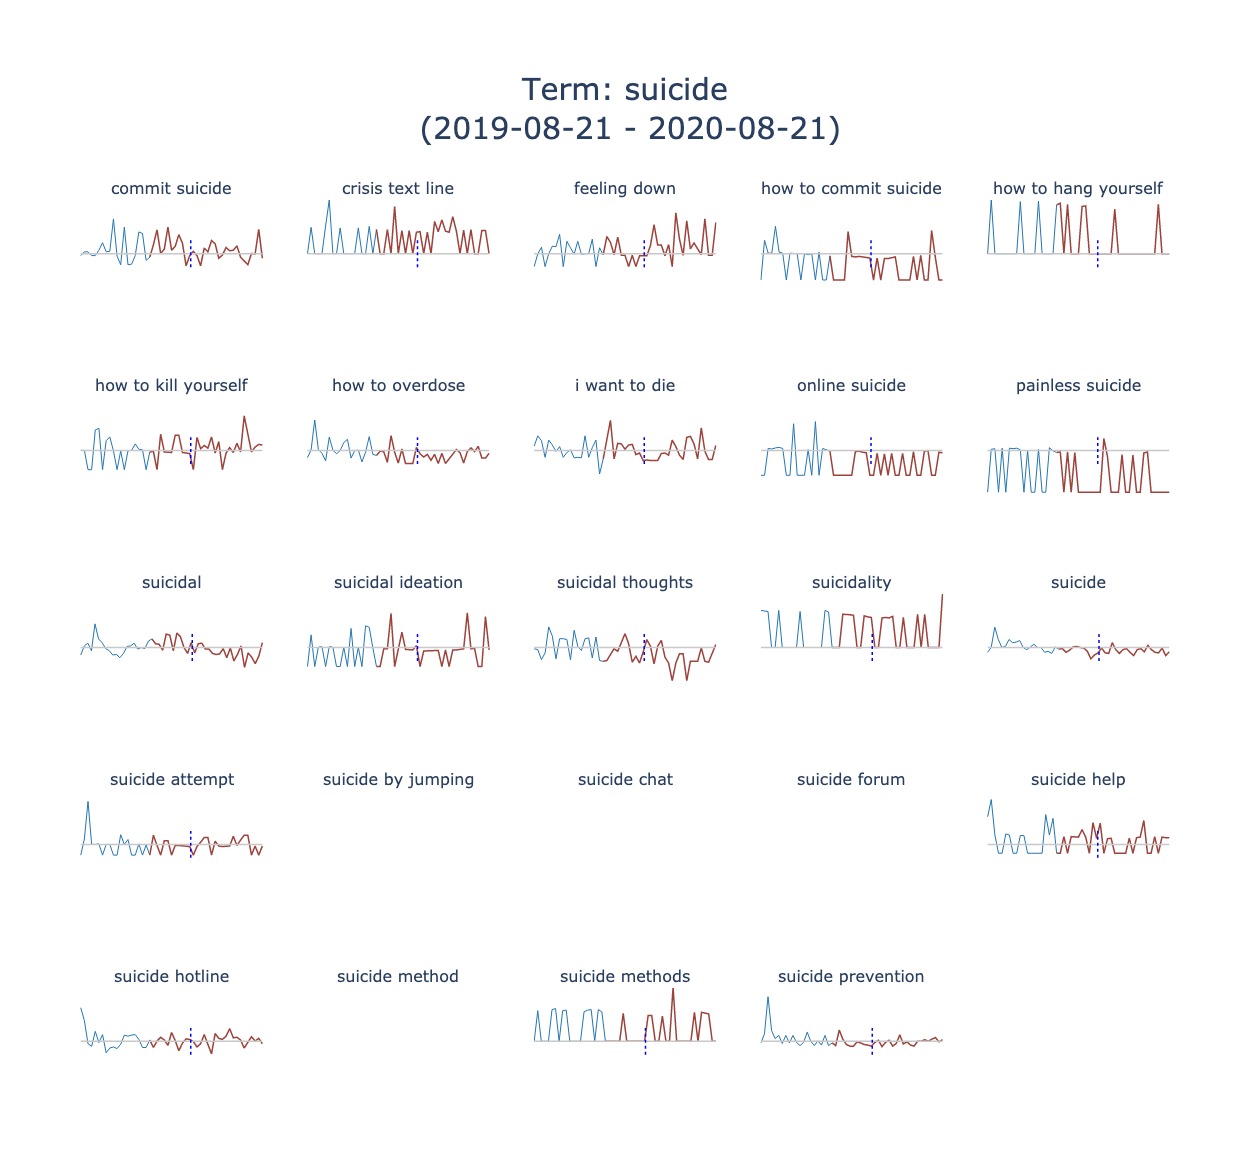 Term: suicide
(2019-08-21 - 2020-08-21)
commit suicide
crisis text line
feeling down
how to commit suicide
how to hang yourself
how to kill yourself
how to overdose
i want to die
online suicide
painless suicide
suicidal
suicidal ideation
suicidal thoughts
suicidality
suicide
suicide attempt
suicide by jumping
suicide chat
suicide forum
suicide help
suicide hotline
suicide method
suicide methods
suicide prevention